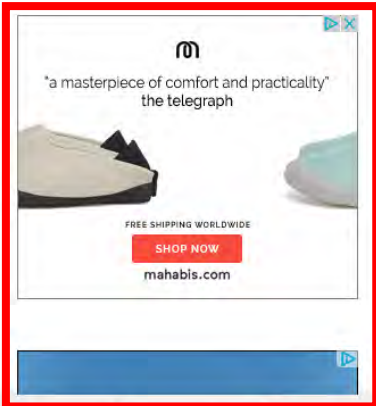 "a masterpiece of comfort and practicality"
the telegraph
FREE SHIPPING WORLDWIDE
SHOP NOW
mahabis.com